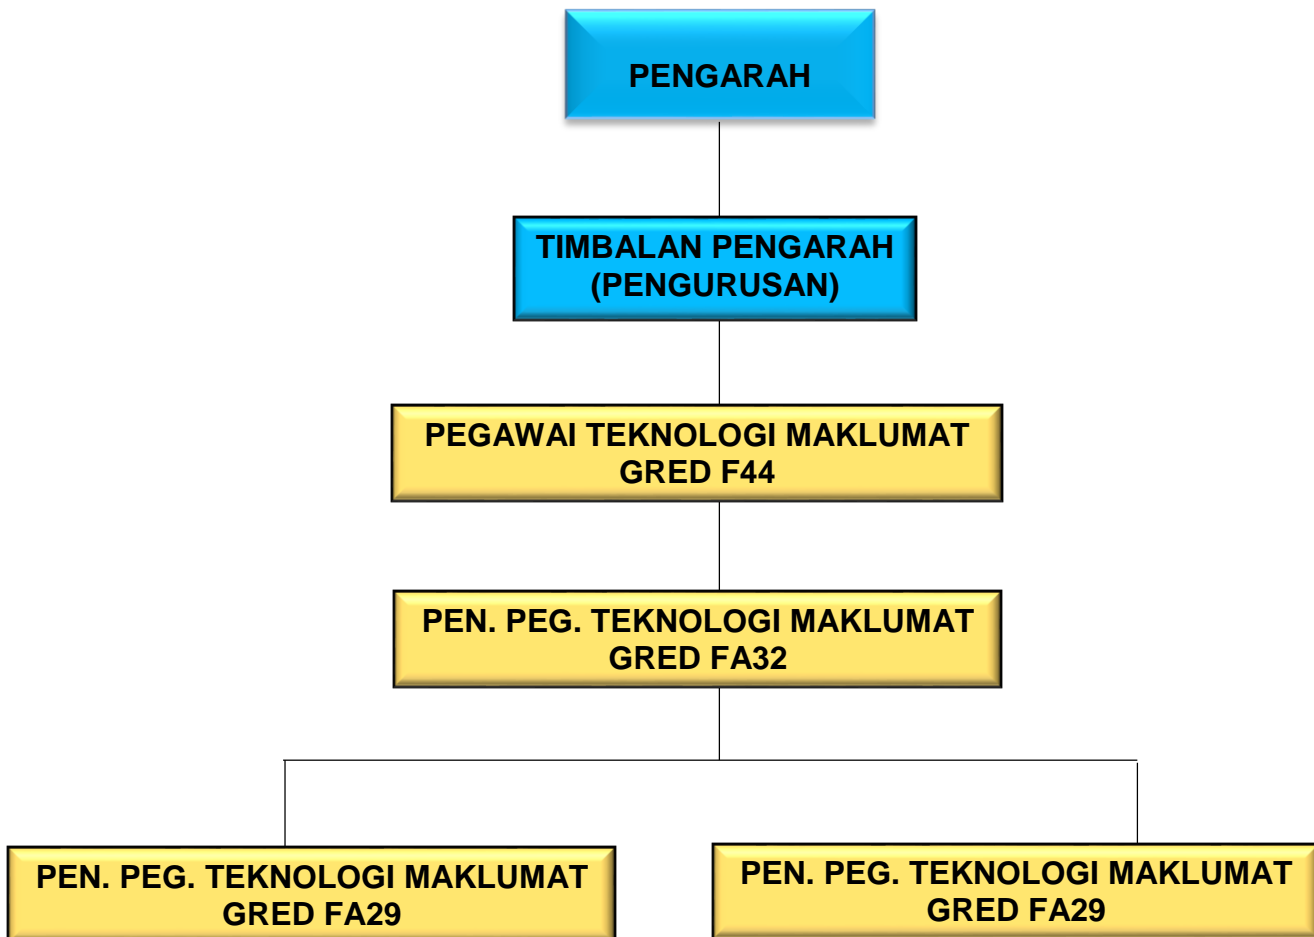 PENGARAH
TIMBALAN PENGARAH
(PENGURUSAN)
PEGAWAI TEKNOLOGI MAKLUMAT
GRED F44
PEN. PEG. TEKNOLOGI MAKLUMAT
GRED FA32
PEN. PEG. TEKNOLOGI MAKLUMAT
GRED FA29
PEN. PEG. TEKNOLOGI MAKLUMAT
GRED FA29